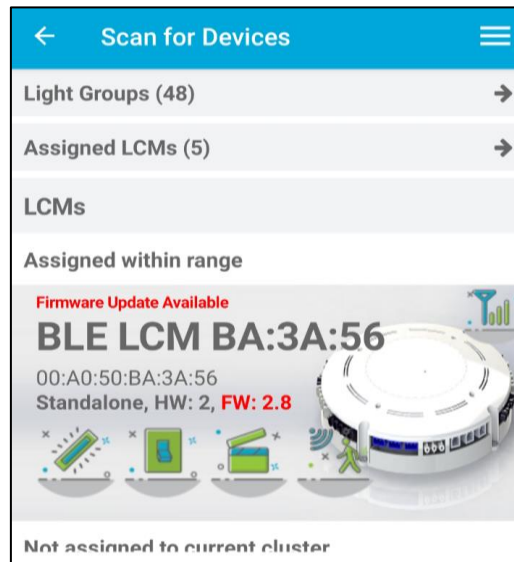 Scan for Devices
Light Groups (48)
Assigned LCMs (5)
LCMs
Assigned within range
Firmware Update Available
BLE LCM BA:3A:56
00:A0:50:BA:3A:56
Standalone, HW: 2, FW: 2.8
Not assigned to current cluster